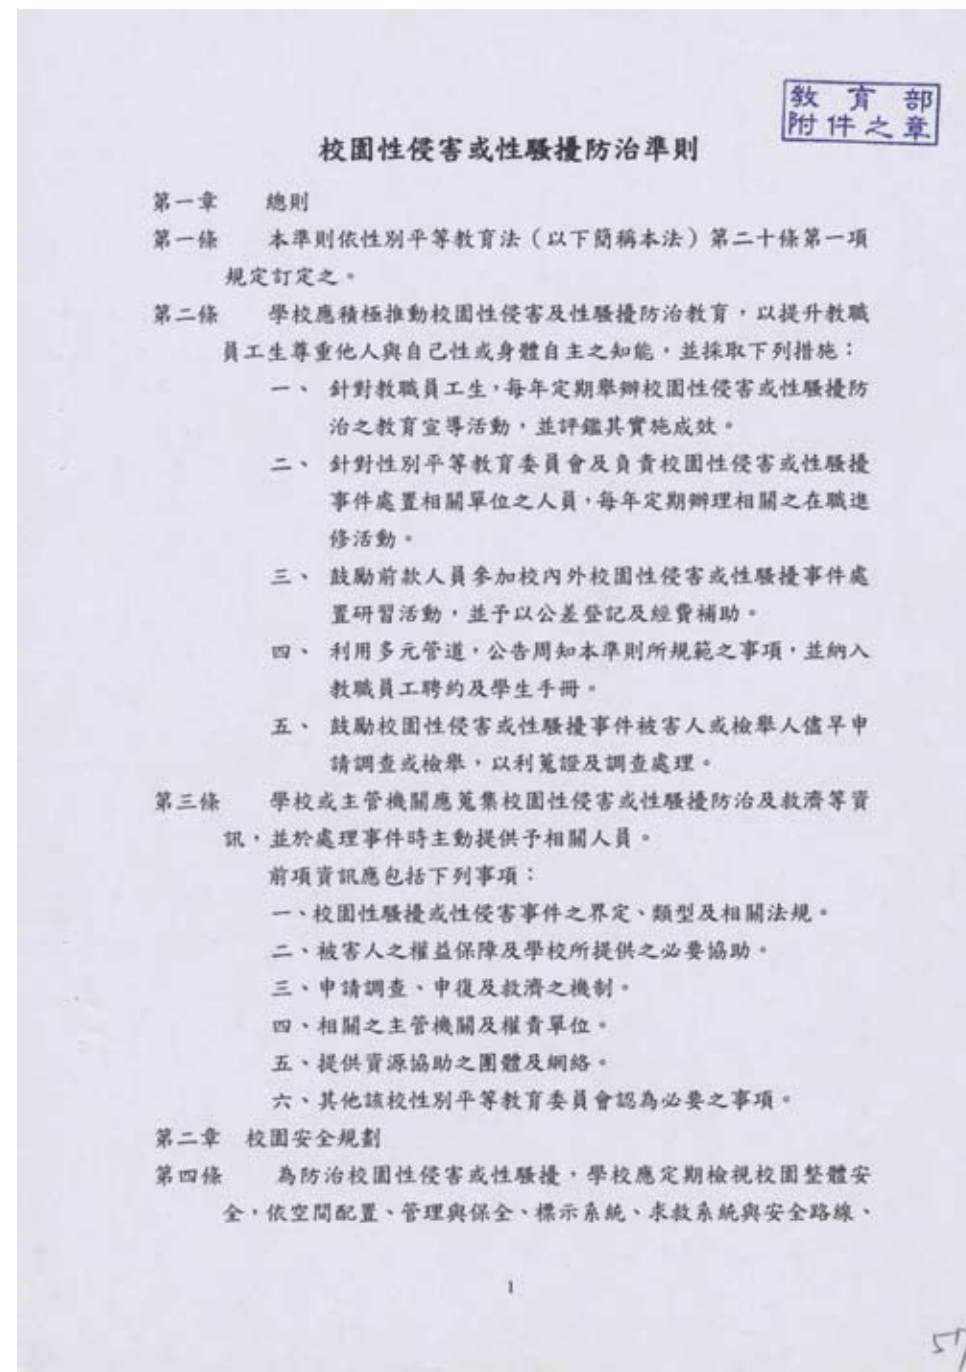 教育部
附件之章
校園性侵害或性騷擾防治準則
第一章　　總則
第一條　　本準則依性別平等教育法（以下簡稱本法）第二十條第一項
規定訂定之。
第二條　　學校應積極推動校園性侵害及性騷擾防治教育，以提升教職
員工生尊重他人與自己性或身體自主之知能，並採取下列措施：
一、 針對教職員工生，每年定期舉辦校園性侵害或性騷擾防
治之教育宣導活動，並評鑑其實施成效。
二、 針對性別平等教育委員會及負責校園性侵害或性騷擾
事件處置相關單位之人員，每年定期辦理相關之在職進
修活動。
三、 鼓勵前款人員參加校內外校園性侵害或性騷擾事件處
置研習活動，並予以公差登記及經費補助。
四、 利用多元管道，公告周知本準則所規範之事項，並納入
教職員工聘約及學生手冊。
五、 鼓勵校園性侵害或性騷擾事件被害人或檢舉人儘早申
請調查或檢舉，以利蒐證及調查處理。
第三條　　學校或主管機關應蒐集校園性侵害或性騷擾防治及救濟等資
訊，並於處理事件時主動提供予相關人員。
前項資訊應包括下列事項：
一、校園性騷擾或性侵害事件之界定、類型及相關法規。
二、被害人之權益保障及學校所提供之必要協助。
三、申請調查、申復及救濟之機制。
四、相關之主管機關及權責單位。
五、提供資源協助之團體及網絡。
六、其他該校性別平等教育委員會認為必要之事項。
第二章　校園安全規劃
第四條　　為防治校園性侵害或性騷擾，學校應定期檢視校園整體安
全，依空間配置、管理與保全、標示系統、求救系統與安全路線、
1